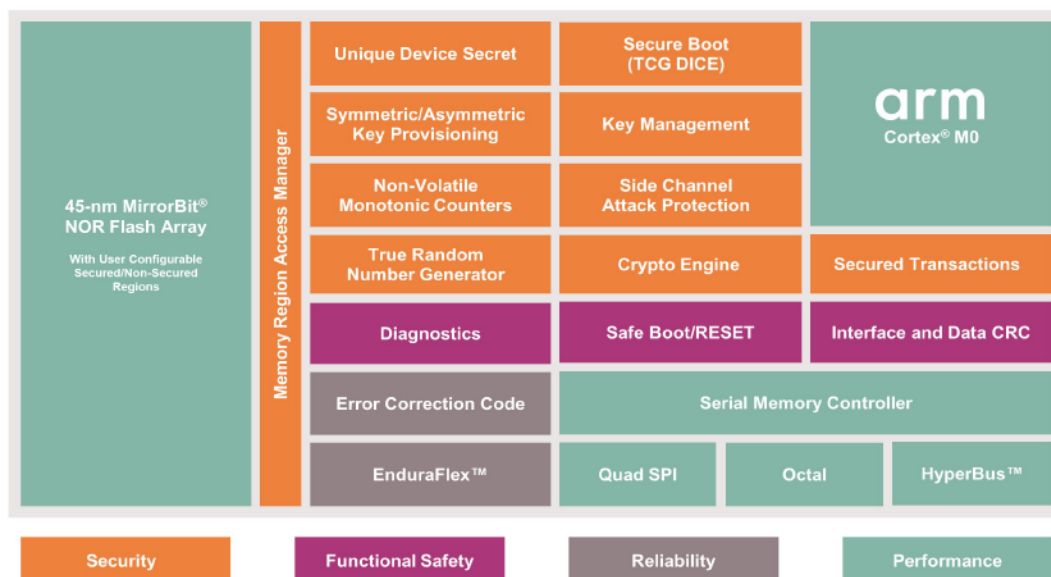 45-nm MirrorBit®
NOR Flash Array
With User Configurable
Secured/Non-Secured
Regions
Memory Region Access Manager
Unique Device Secret
Secure Boot
(TCG DICE)
arm
Cortex® M0
Symmetric/Asymmetric
Key Provisioning
Key Management
Non-Volatile
Monotonic Counters
Side Channel
Attack Protection
True Random
Number Generator
Crypto Engine
Secured Transactions
Diagnostics
Safe Boot/RESET
Interface and Data CRC
Error Correction Code
Serial Memory Controller
EnduraFlex™
Quad SPI
Octal
HyperBus™
Security
Functional Safety
Reliability
Performance